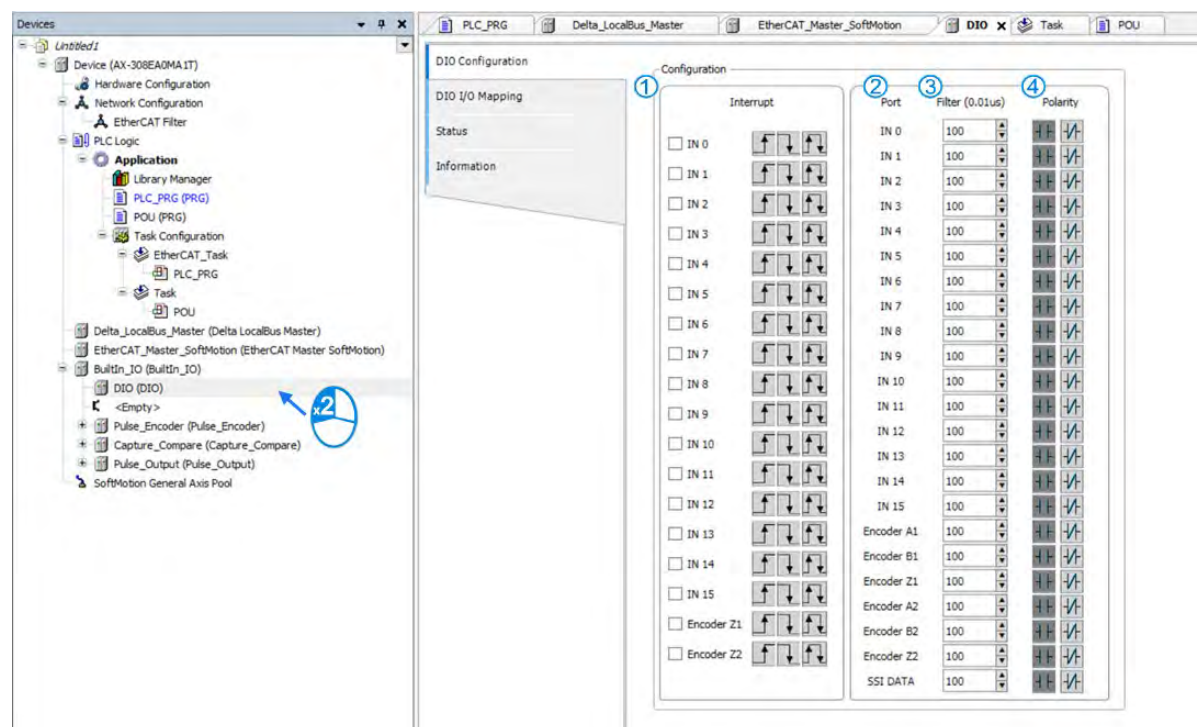 Devices
Untitled1
Device (AX-308EA0MA1T)
Hardware Configuration
Network Configuration
EtherCAT Filter
PLC Logic
Application
Library Manager
PLC_PRG (PRG)
POU (PRG)
Task Configuration
EtherCAT_Task
PLC_PRG
Task
POU
Delta_LocalBus_Master (Delta LocalBus Master)
EtherCAT_Master_SoftMotion (EtherCAT Master SoftMotion)
BuiltIn_IO (BuiltIn_IO)
DIO (DIO)
<Empty>
Pulse_Encoder (Pulse_Encoder)
Capture_Compare (Capture_Compare)
Pulse_Output (Pulse_Output)
SoftMotion General Axis Pool
x2
PLC_PRG Delta_LocalBus_Master EtherCAT_Master_SoftMotion DIO x Task POU
DIO Configuration
DIO I/O Mapping
Status
Information
Configuration
1
Interrupt
IN 0
IN 1
IN 2
IN 3
IN 4
IN 5
IN 6
IN 7
IN 8
IN 9
IN 10
IN 11
IN 12
IN 13
IN 14
IN 15
Encoder Z1
Encoder Z2
2 3 4
Port Filter (0.01us) Polarity
IN 0 100
IN 1 100
IN 2 100
IN 3 100
IN 4 100
IN 5 100
IN 6 100
IN 7 100
IN 8 100
IN 9 100
IN 10 100
IN 11 100
IN 12 100
IN 13 100
IN 14 100
IN 15 100
Encoder A1 100
Encoder B1 100
Encoder Z1 100
Encoder A2 100
Encoder B2 100
Encoder Z2 100
SSI DATA 100